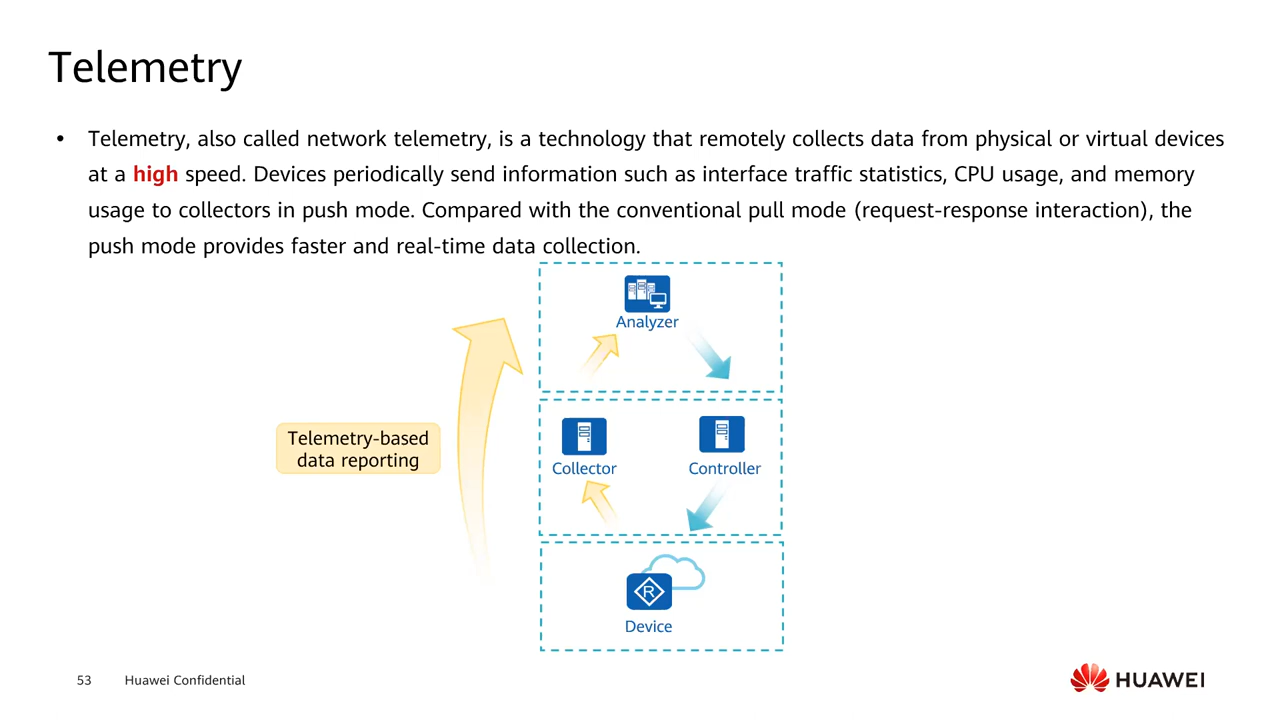 Telemetry
• Telemetry, also called network telemetry, is a technology that remotely collects data from physical or virtual devices
at a high speed. Devices periodically send information such as interface traffic statistics, CPU usage, and memory
usage to collectors in push mode. Compared with the conventional pull mode (request-response interaction), the
push mode provides faster and real-time data collection.
Analyzer
Telemetry-based
data reporting
Collector
Controller
R
Device
53
Huawei Confidential
HUAWEI